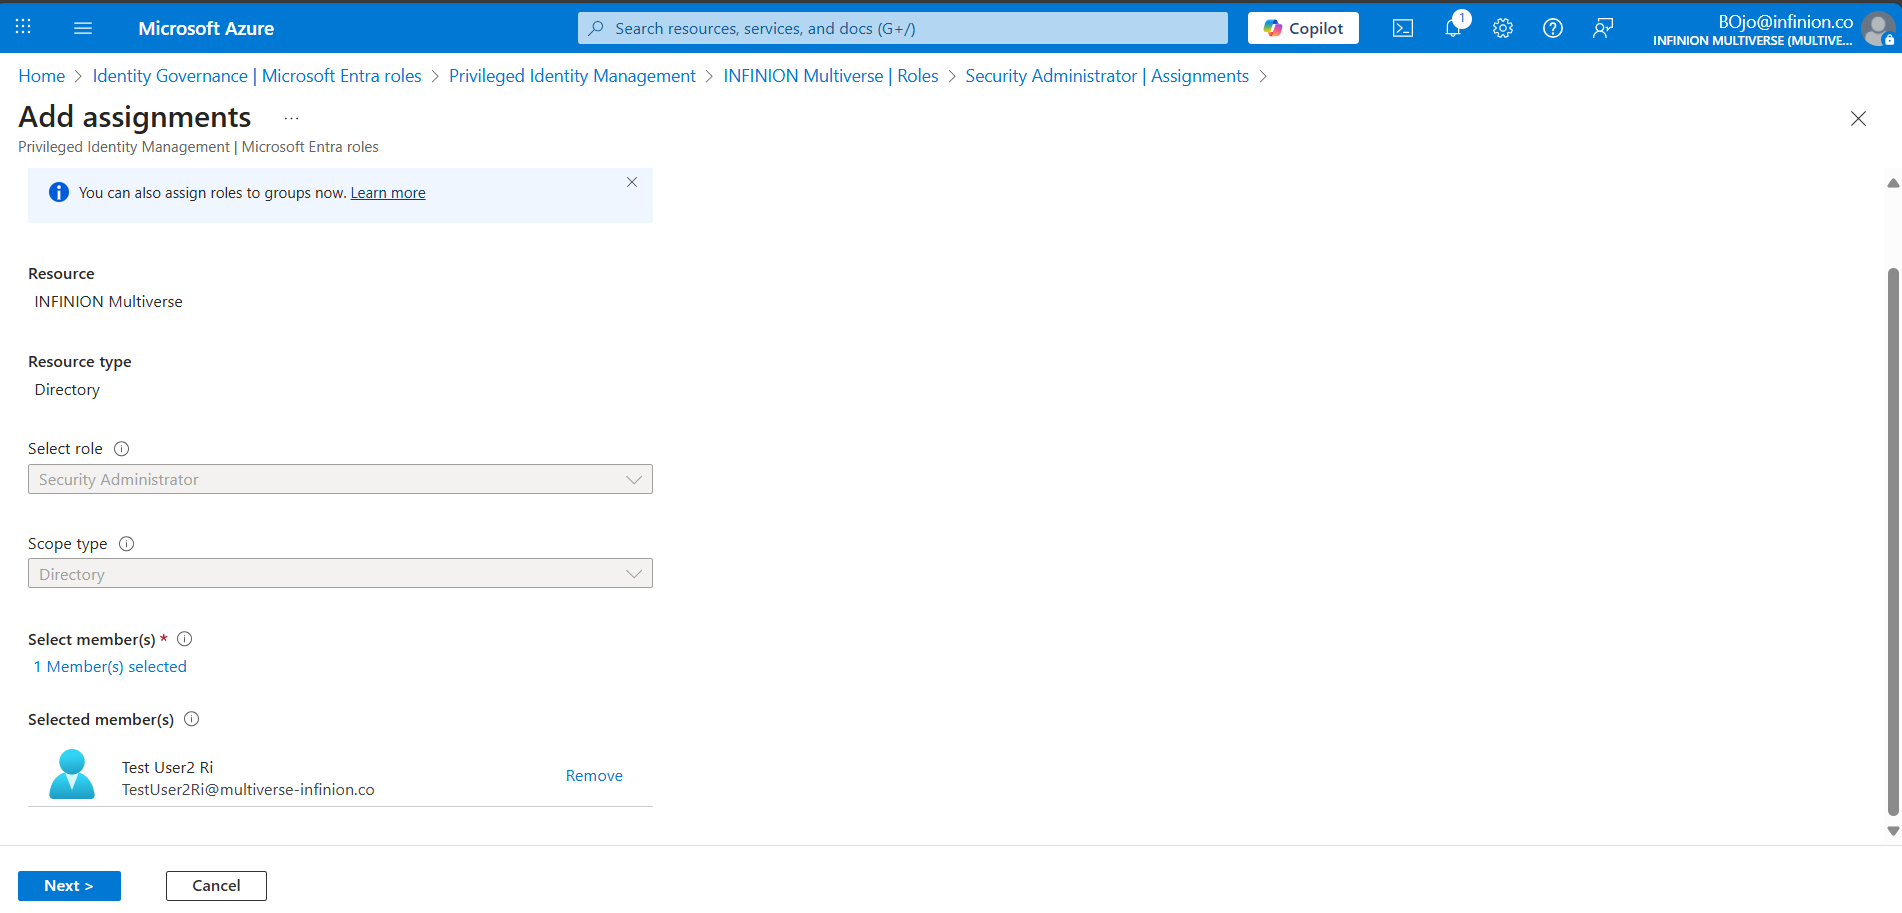 Microsoft Azure
Search resources, services, and docs (G+/)
Copilot
1
BOjo@infinion.co
INFINION MULTIVERSE (MULTIVE...
Home > Identity Governance | Microsoft Entra roles > Privileged Identity Management > INFINION Multiverse | Roles > Security Administrator | Assignments >
Add assignments ...
Privileged Identity Management | Microsoft Entra roles
You can also assign roles to groups now. Learn more
Resource
INFINION Multiverse
Resource type
Directory
Select role
Security Administrator
Scope type
Directory
Select member(s) *
1 Member(s) selected
Selected member(s)
Test User2 Ri
TestUser2Ri@multiverse-infinion.co
Remove
Next >
Cancel